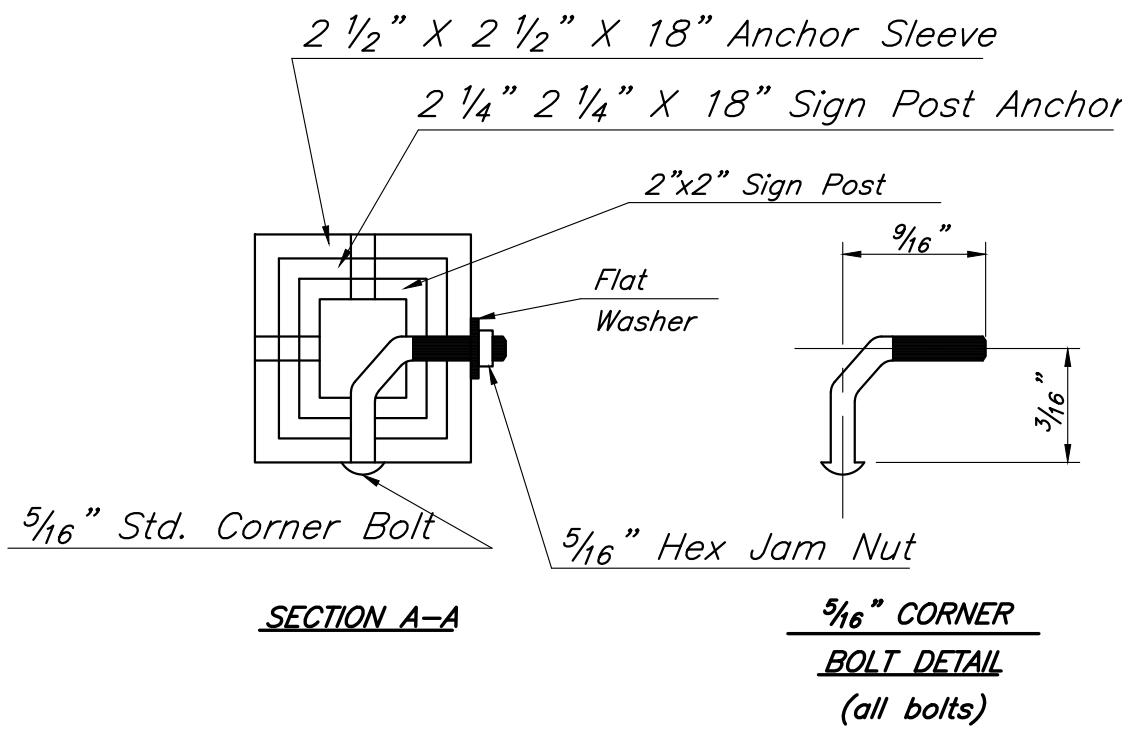 2 1/2" X 2 1/2" X 18" Anchor Sleeve
2 1/4" 2 1/4" X 18" Sign Post Anchor
2"x2" Sign Post
9/16"
Flat
Washer
3/16"
5/16" Std. Corner Bolt
5/16" Hex Jam Nut
SECTION A-A
5/16" CORNER
BOLT DETAIL
(all bolts)